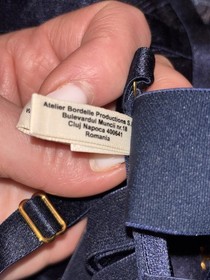 Atelier Bordelle Productions S.
Bulevardul Muncii nr.18
Cluj Napoca 400641
Romania